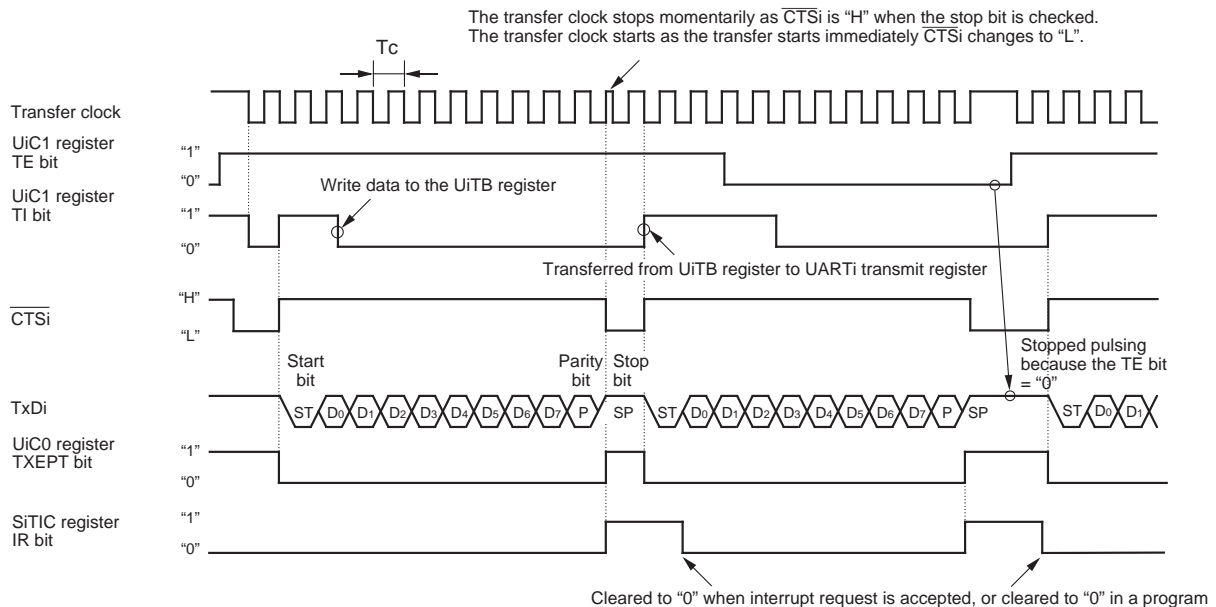 The transfer clock stops momentarily as CTSi is “H” when the stop bit is checked.
The transfer clock starts as the transfer starts immediately CTSi changes to “L”.
Tc
Transfer clock
UiC1 register
TE bit
“1”
“0”
Write data to the UiTB register
UiC1 register
TI bit
“1”
“0”
Transferred from UiTB register to UARTi transmit register
“H”
CTSi
“L”
Stopped pulsing
because the TE bit
= “0”
Start
bit
Parity
bit
Stop
bit
TxDi
ST D0 D1 D2 D3 D4 D5 D6 D7 P SP ST D0 D1 D2 D3 D4 D5 D6 D7 P SP ST D0 D1
UiC0 register
TXEPT bit
“1”
“0”
SiTIC register
IR bit
“1”
“0”
Cleared to “0” when interrupt request is accepted, or cleared to “0” in a program